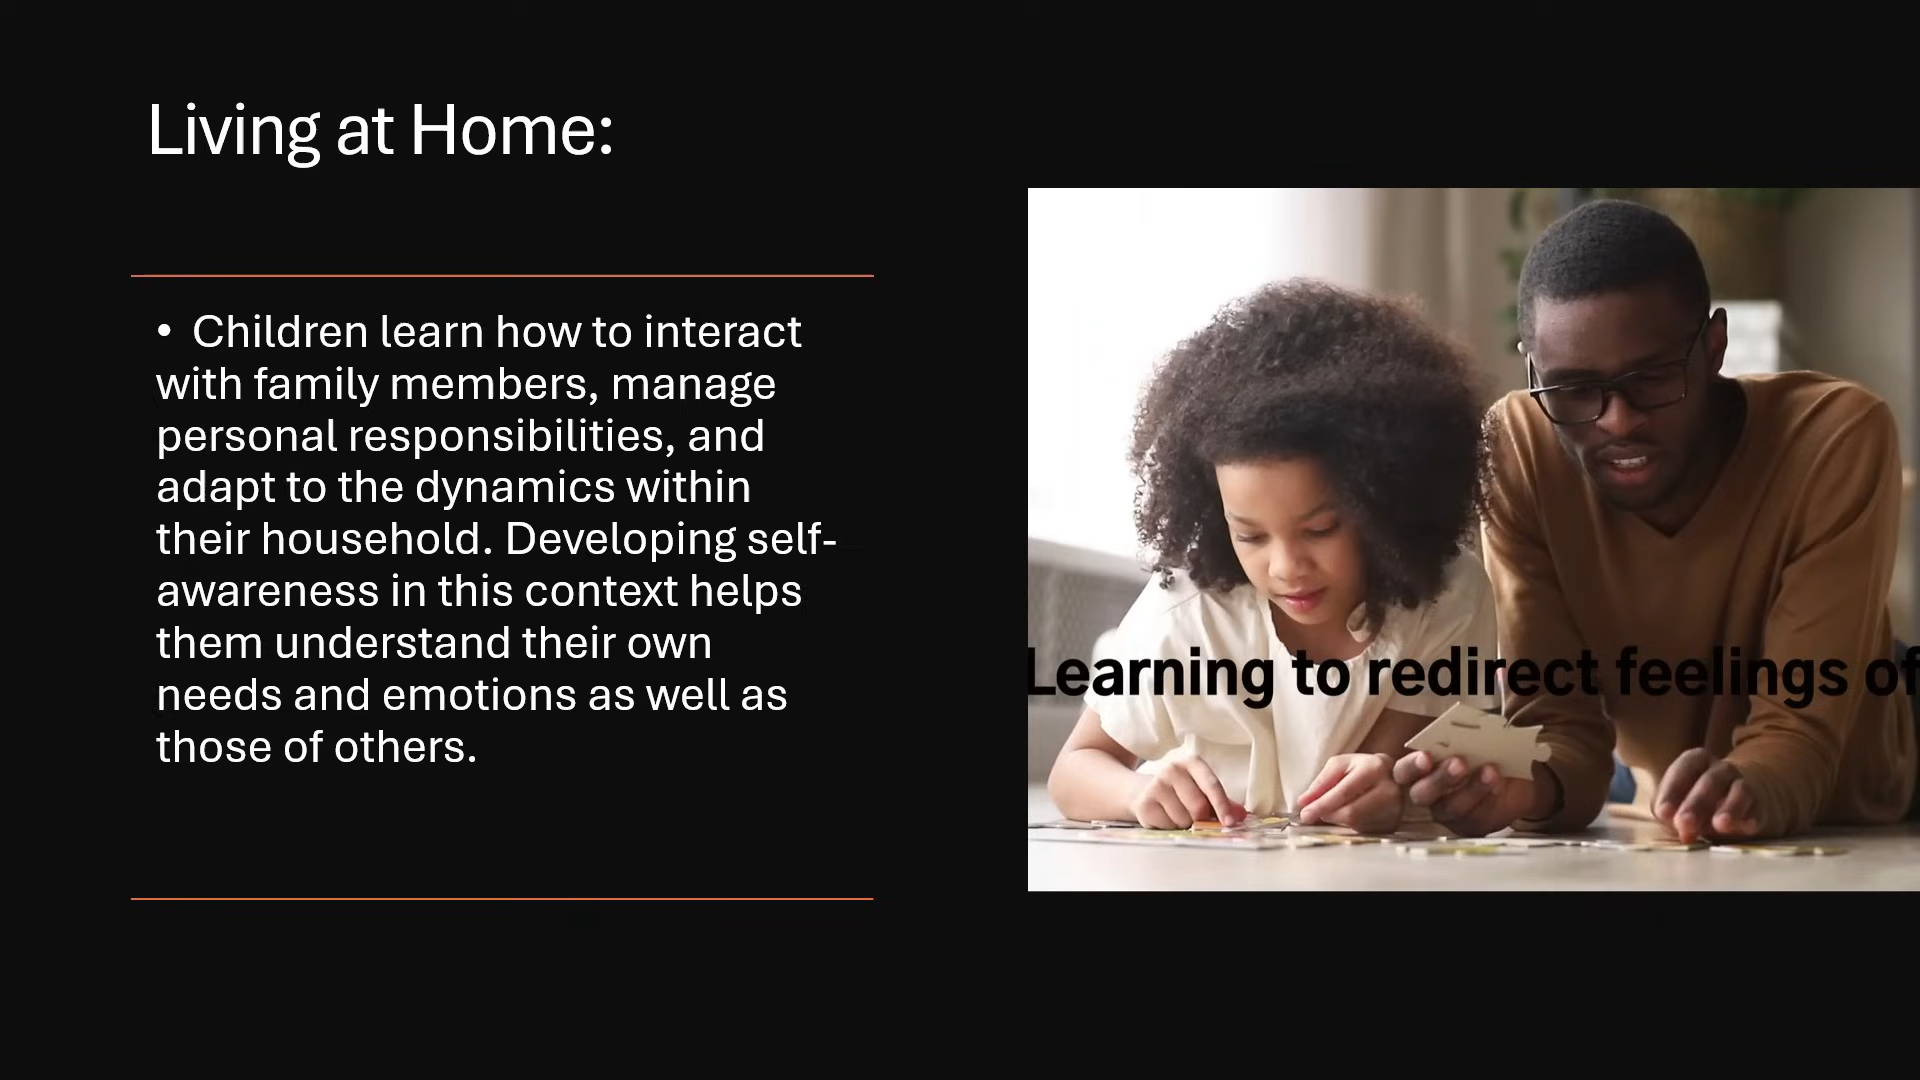 Living at Home:
• Children learn how to interact
with family members, manage
personal responsibilities, and
adapt to the dynamics within
their household. Developing self-
awareness in this context helps
them understand their own
needs and emotions as well as
those of others.
Learning to redirect feelings of